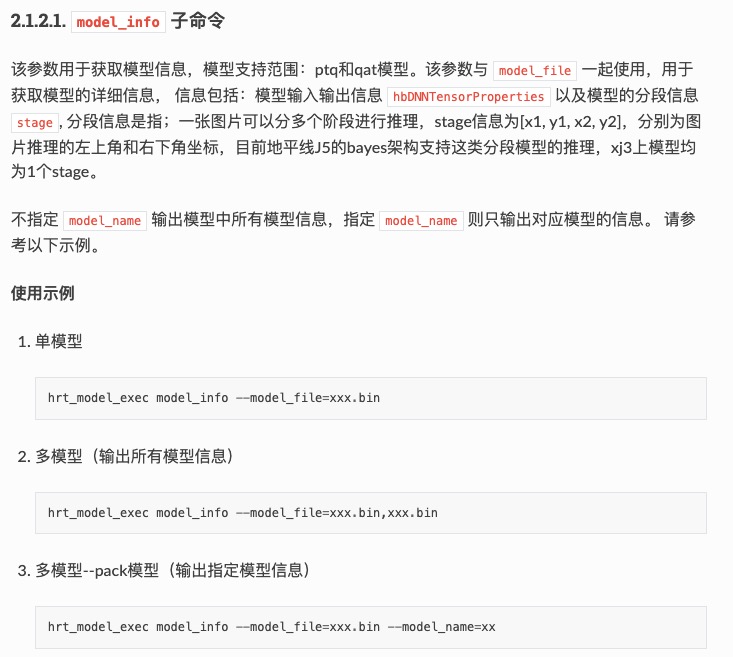 2.1.2.1. model_info 子命令
该参数用于获取模型信息，模型支持范围：ptq和qat模型。该参数与 model_file 一起使用，用于
获取模型的详细信息， 信息包括：模型输入输出信息 hbDNNTensorProperties 以及模型的分段信息
stage , 分段信息是指；一张图片可以分多个阶段进行推理，stage信息为[x1, y1, x2, y2]，分别为图
片推理的左上角和右下角坐标，目前地平线J5的bayes架构支持这类分段模型的推理，xj3上模型均
为1个stage。
不指定 model_name 输出模型中所有模型信息，指定 model_name 则只输出对应模型的信息。 请参
考以下示例。
使用示例
1. 单模型
hrt_model_exec model_info --model_file=xxx.bin
2. 多模型（输出所有模型信息）
hrt_model_exec model_info --model_file=xxx.bin,xxx.bin
3. 多模型--pack模型（输出指定模型信息）
hrt_model_exec model_info --model_file=xxx.bin --model_name=xx